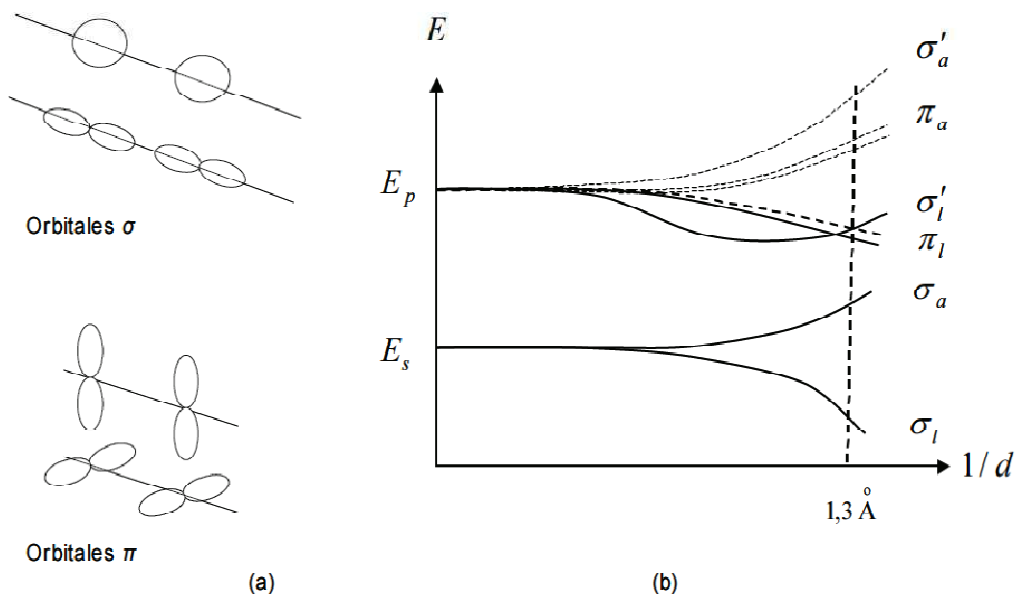 Orbitales σ
Orbitales π
(a)
E
E_p
E_s
σ'_a
π_a
σ'_l
π_l
σ_a
σ_l
1/d
1,3 Å
(b)